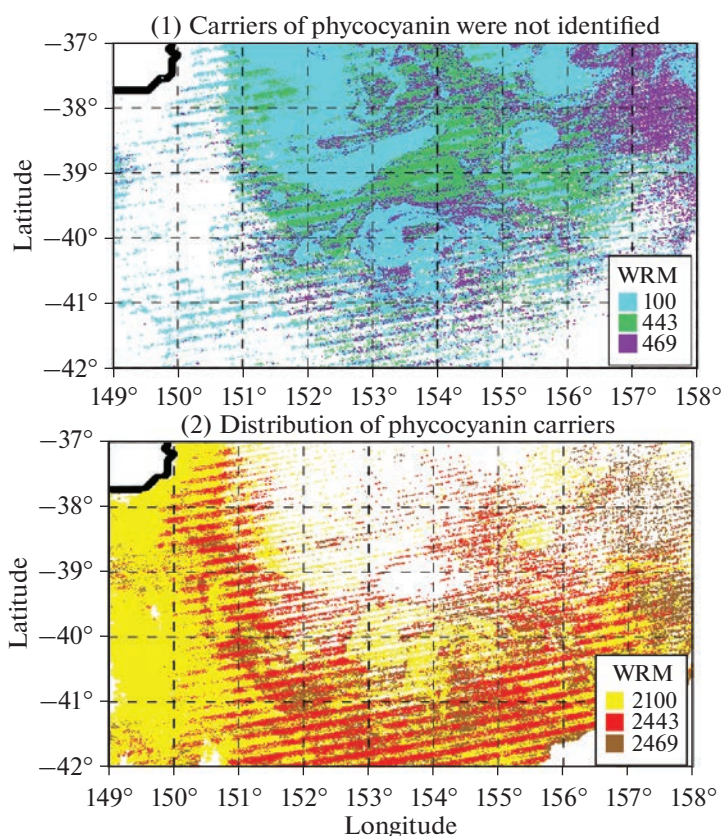 (1) Carriers of phycocyanin were not identified
−37°
−38°
−39°
−40°
−41°
−42°
Latitude
WRM
100
443
469
149° 150° 151° 152° 153° 154° 155° 156° 157° 158°
(2) Distribution of phycocyanin carriers
−37°
−38°
−39°
−40°
−41°
−42°
Latitude
WRM
2100
2443
2469
149° 150° 151° 152° 153° 154° 155° 156° 157° 158°
Longitude